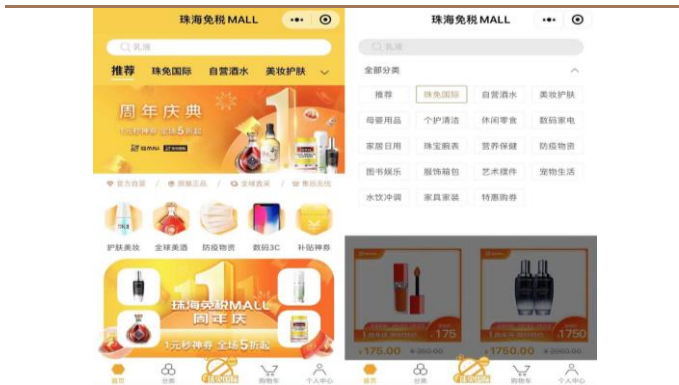 珠海免税MALL
乳液
推荐 珠免国际 自营酒水 美妆护肤
周年庆典
1元秒神券 全场5折起
官方自营 / 保障正品 / 全球直采 / 售后无忧
护肤美妆 全球美酒 防疫物资 数码3C 补贴神券
珠海免税MALL
周年庆
1元秒神券 全场5折起
首页 分类 购物车 个人中心
珠海免税MALL
乳液
全部分类
推荐 珠免国际 自营酒水 美妆护肤
母婴用品 个护清洁 休闲零食 数码家电
家居日用 珠宝腕表 营养保健 防疫物资
图书娱乐 服饰箱包 艺术摆件 宠物生活
水饮冲调 家具家装 特惠购券
175 1750
175.00 1750.00
首页 分类 购物车 个人中心